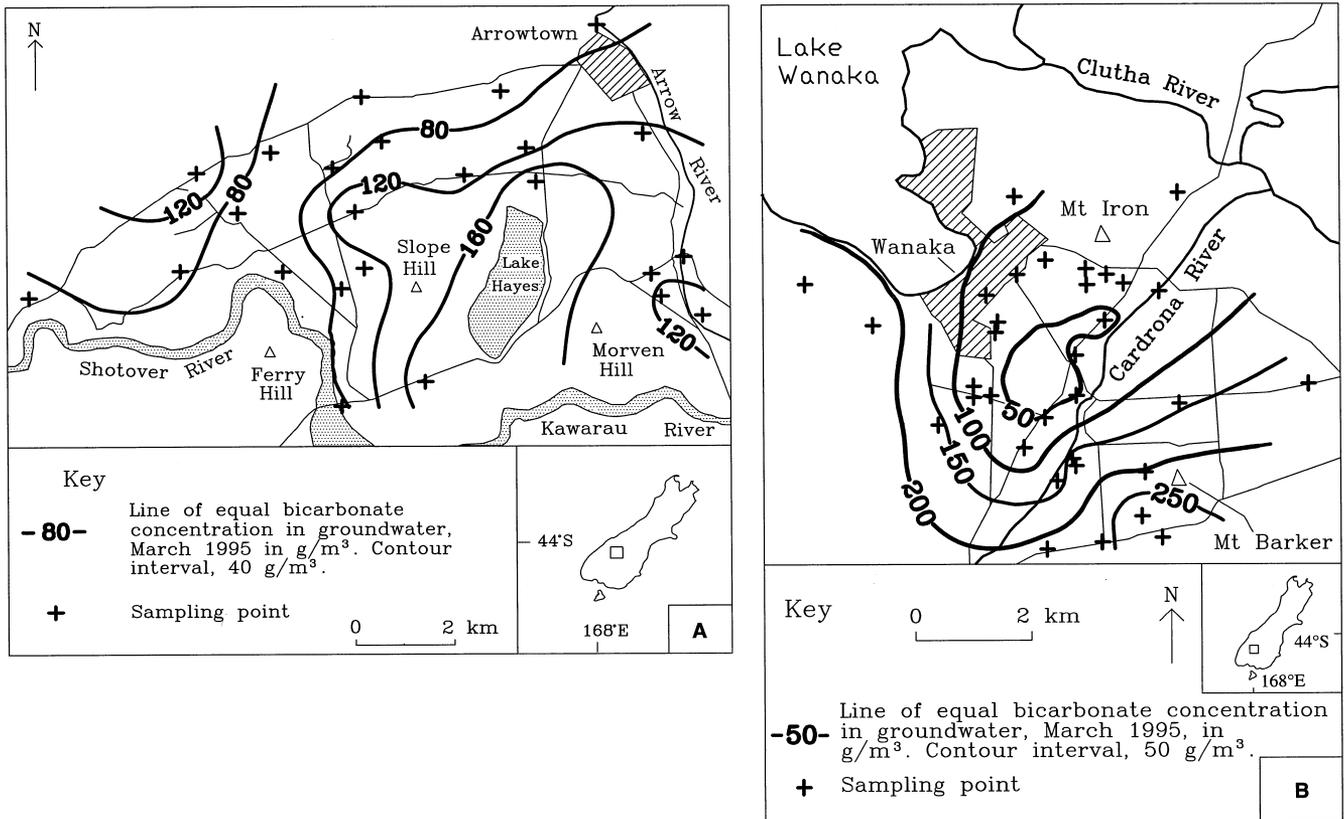 N
Arrowtown
Arrow
River
80
120
80
120
160
Slope
Hill
Lake
Hayes
120
Morven
Hill
Shotover River
Ferry
Hill
Kawarau River
Key
-80-
Line of equal bicarbonate
concentration in groundwater,
March 1995 in g/m³. Contour
interval, 40 g/m³.
Sampling point
0 2 km
44°S
168°E
A
Lake
Wanaka
Clutha River
Mt Iron
Wanaka
Cardrona River
50
100
150
200
250
Mt Barker
Key
0 2 km
N
44°S
168°E
-50-
Line of equal bicarbonate concentration
in groundwater, March 1995, in
g/m³. Contour interval, 50 g/m³.
Sampling point
B